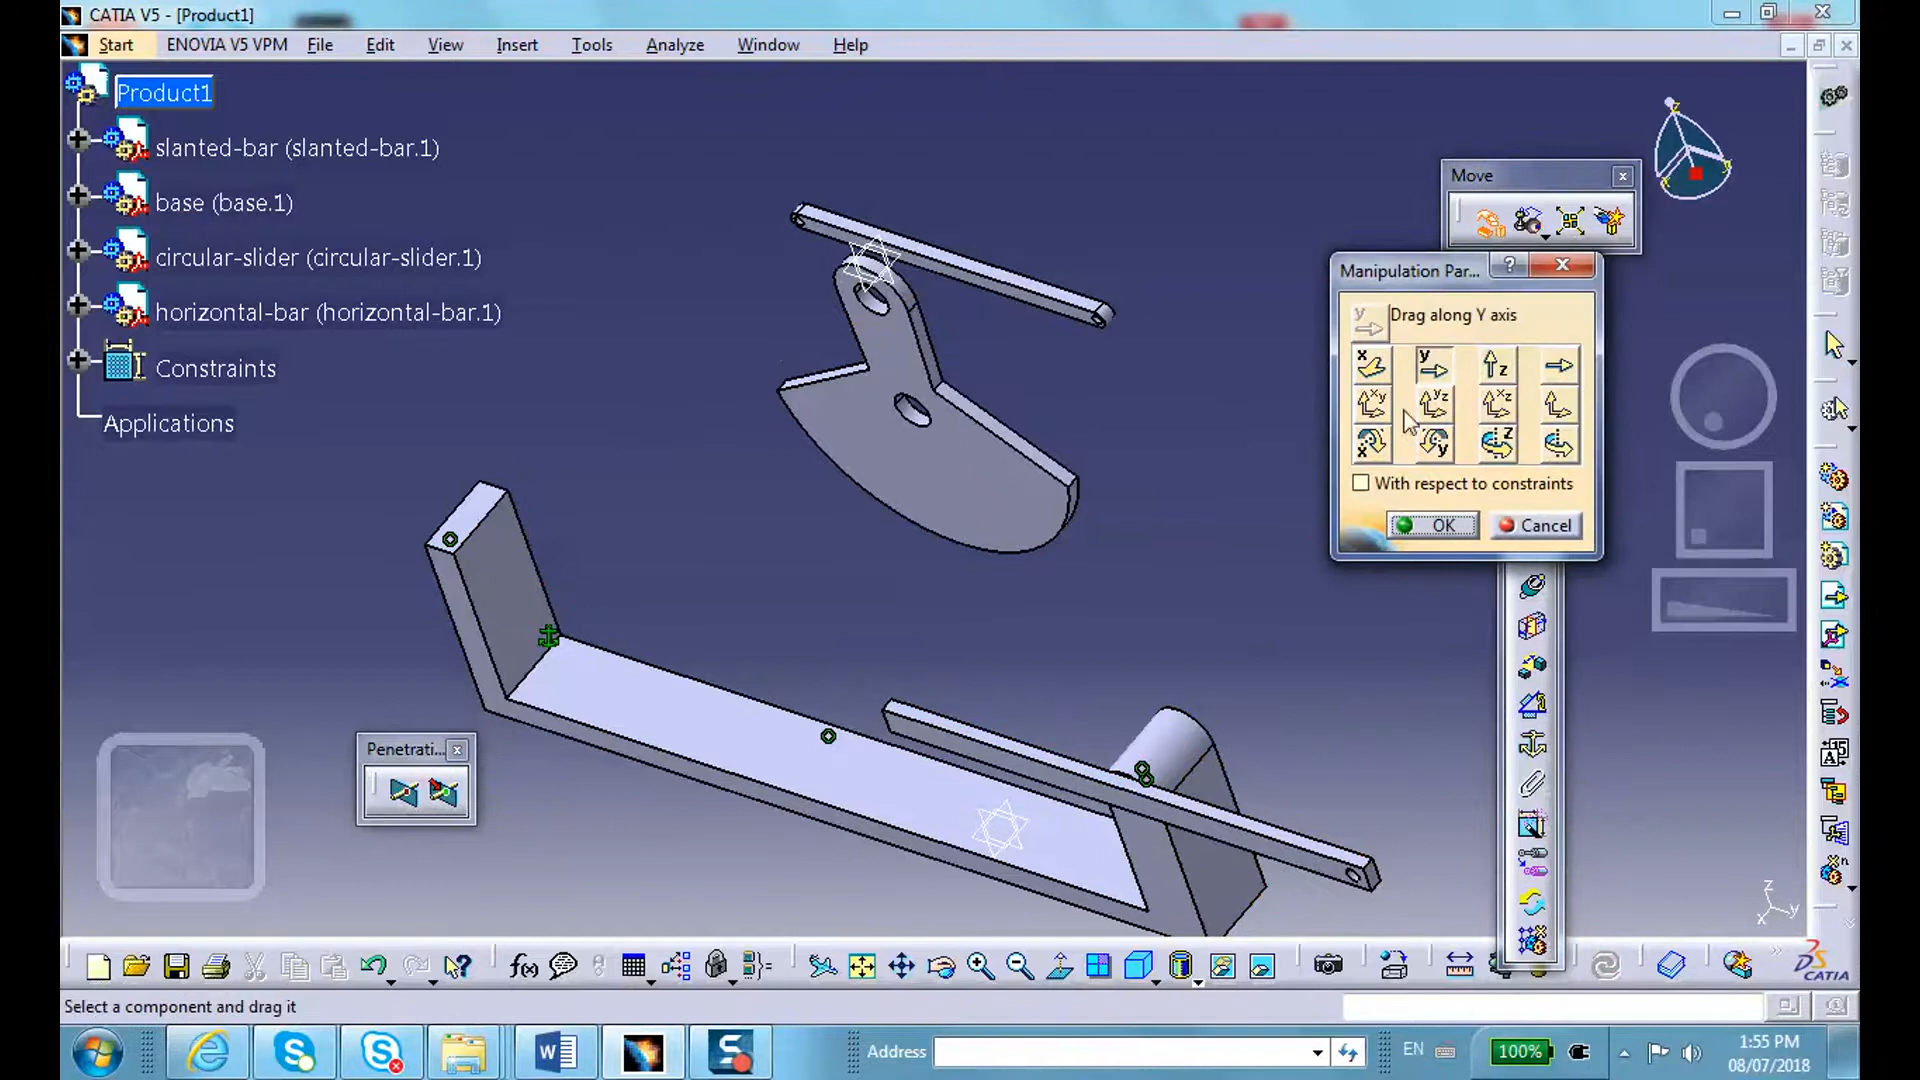 CATIA V5 - [Product1]
Start ENOVIA V5 VPM File Edit View Insert Tools Analyze Window Help
Product1
slanted-bar (slanted-bar.1)
base (base.1)
circular-slider (circular-slider.1)
horizontal-bar (horizontal-bar.1)
Constraints
Applications
Move
Manipulation Par...
Drag along Y axis
With respect to constraints
OK Cancel
Penetrati...
Select a component and drag it
CATIA
Address
EN
100%
1:55 PM
08/07/2018